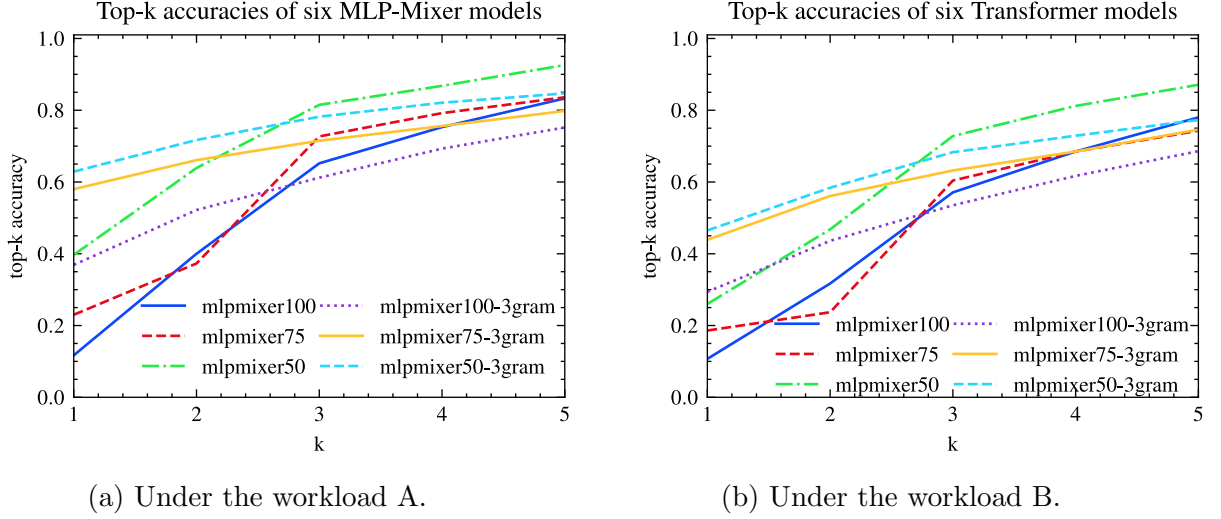 Top-k accuracies of six MLP-Mixer models
1.0
0.8
0.6
0.4
0.2
0.0
top-k accuracy
mlpmixer100
mlpmixer75
mlpmixer50
mlpmixer100-3gram
mlpmixer75-3gram
mlpmixer50-3gram
1 2 3 4 5
k
(a) Under the workload A.
Top-k accuracies of six Transformer models
1.0
0.8
0.6
0.4
0.2
0.0
top-k accuracy
mlpmixer100
mlpmixer75
mlpmixer50
mlpmixer100-3gram
mlpmixer75-3gram
mlpmixer50-3gram
1 2 3 4 5
k
(b) Under the workload B.